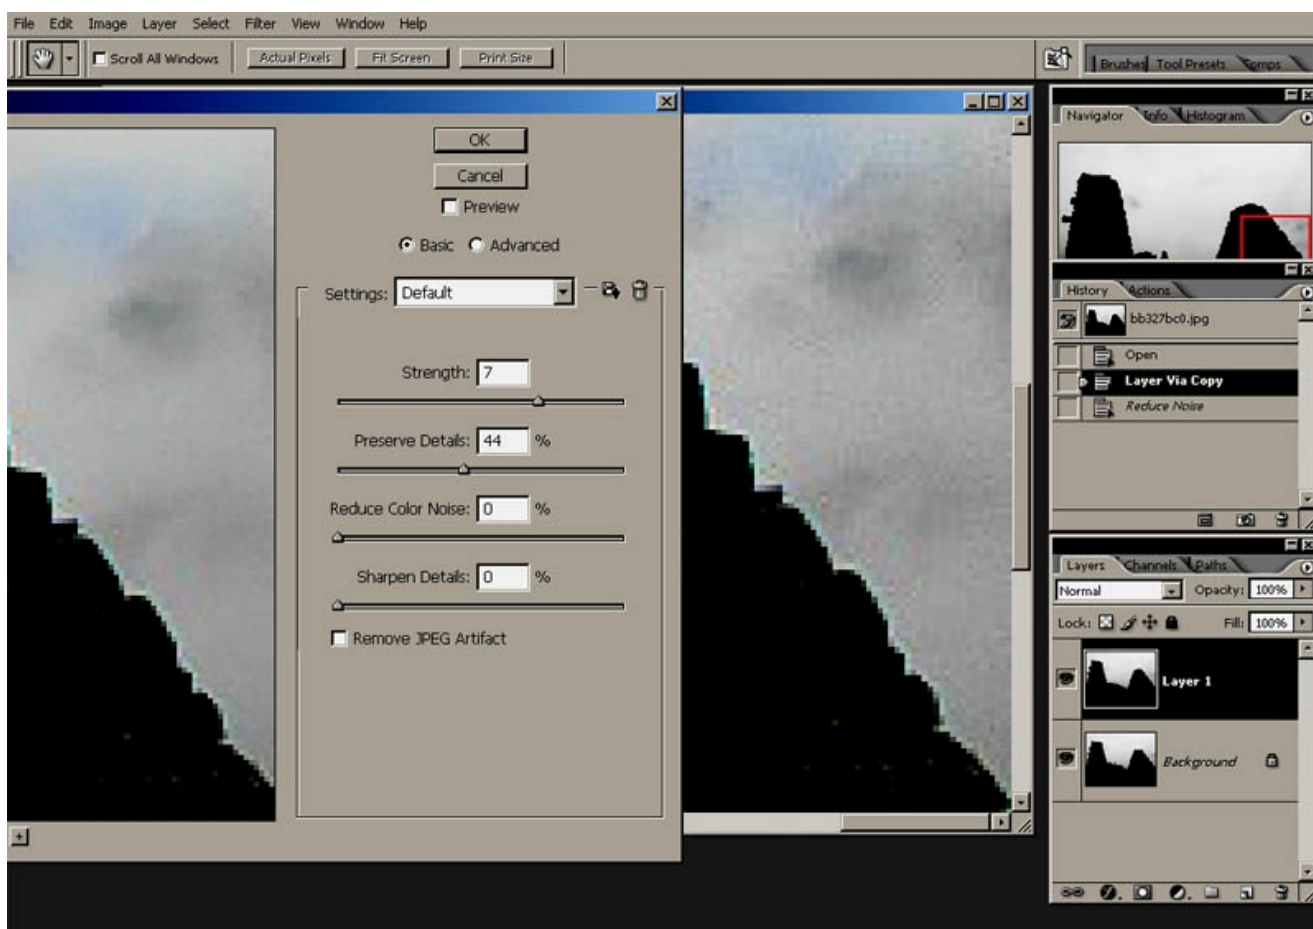 File Edit Image Layer Select Filter View Window Help
Scroll All Windows Actual Pixels Fit Screen Print Size
Brushes Tool Presets Comps
OK
Cancel
Preview
Basic Advanced
Settings: Default
Strength: 7
Preserve Details: 44 %
Reduce Color Noise: 0 %
Sharpen Details: 0 %
Remove JPEG Artifact
Navigator Info Histogram
History Actions
bb327bc0.jpg
Open
Layer Via Copy
Reduce Noise
Layers Channels Paths
Normal Opacity: 100%
Lock: Fill: 100%
Layer 1
Background